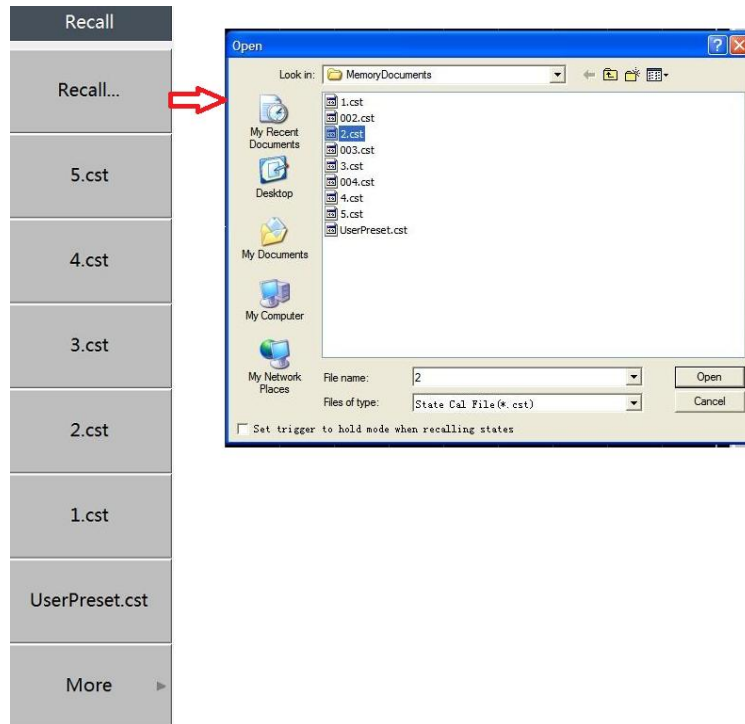 Recall
Recall...
5.cst
4.cst
3.cst
2.cst
1.cst
UserPreset.cst
More
Open
Look in:
MemoryDocuments
My Recent
Documents
Desktop
My Documents
My Computer
My Network
Places
1.cst
002.cst
2.cst
003.cst
3.cst
004.cst
4.cst
5.cst
UserPreset.cst
File name:
2
Open
Files of type:
State Cal File(*.cst)
Cancel
Set trigger to hold mode when recalling states